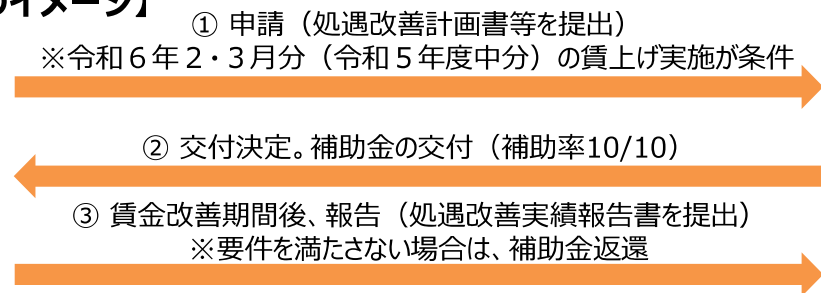 のイメージ】
① 申請（処遇改善計画書等を提出）
※令和６年２・３月分（令和５年度中分）の賃上げ実施が条件
② 交付決定。補助金の交付（補助率10/10）
③ 賃金改善期間後、報告（処遇改善実績報告書を提出）
※要件を満たさない場合は、補助金返還